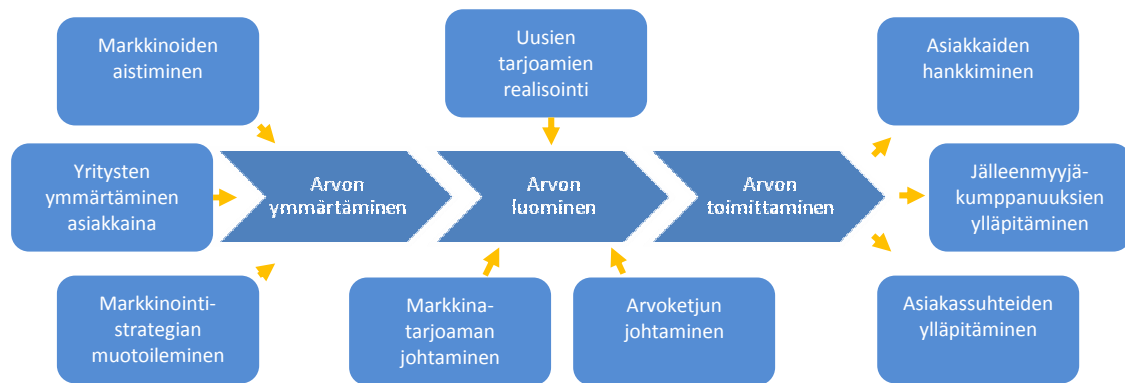 Markkinoiden
aistiminen
Uusien
tarjoamien
realisointi
Asiakkaiden
hankkiminen
Yritysten
ymmärtäminen
asiakkaina
Arvon
ymmärtäminen
Arvon
luominen
Arvon
toimittaminen
Jälleenmyyjä-
kumppanuuksien
ylläpitäminen
Markkinointi-
strategian
muotoileminen
Markkina-
tarjoaman
johtaminen
Arvoketjun
johtaminen
Asiakassuhteiden
ylläpitäminen